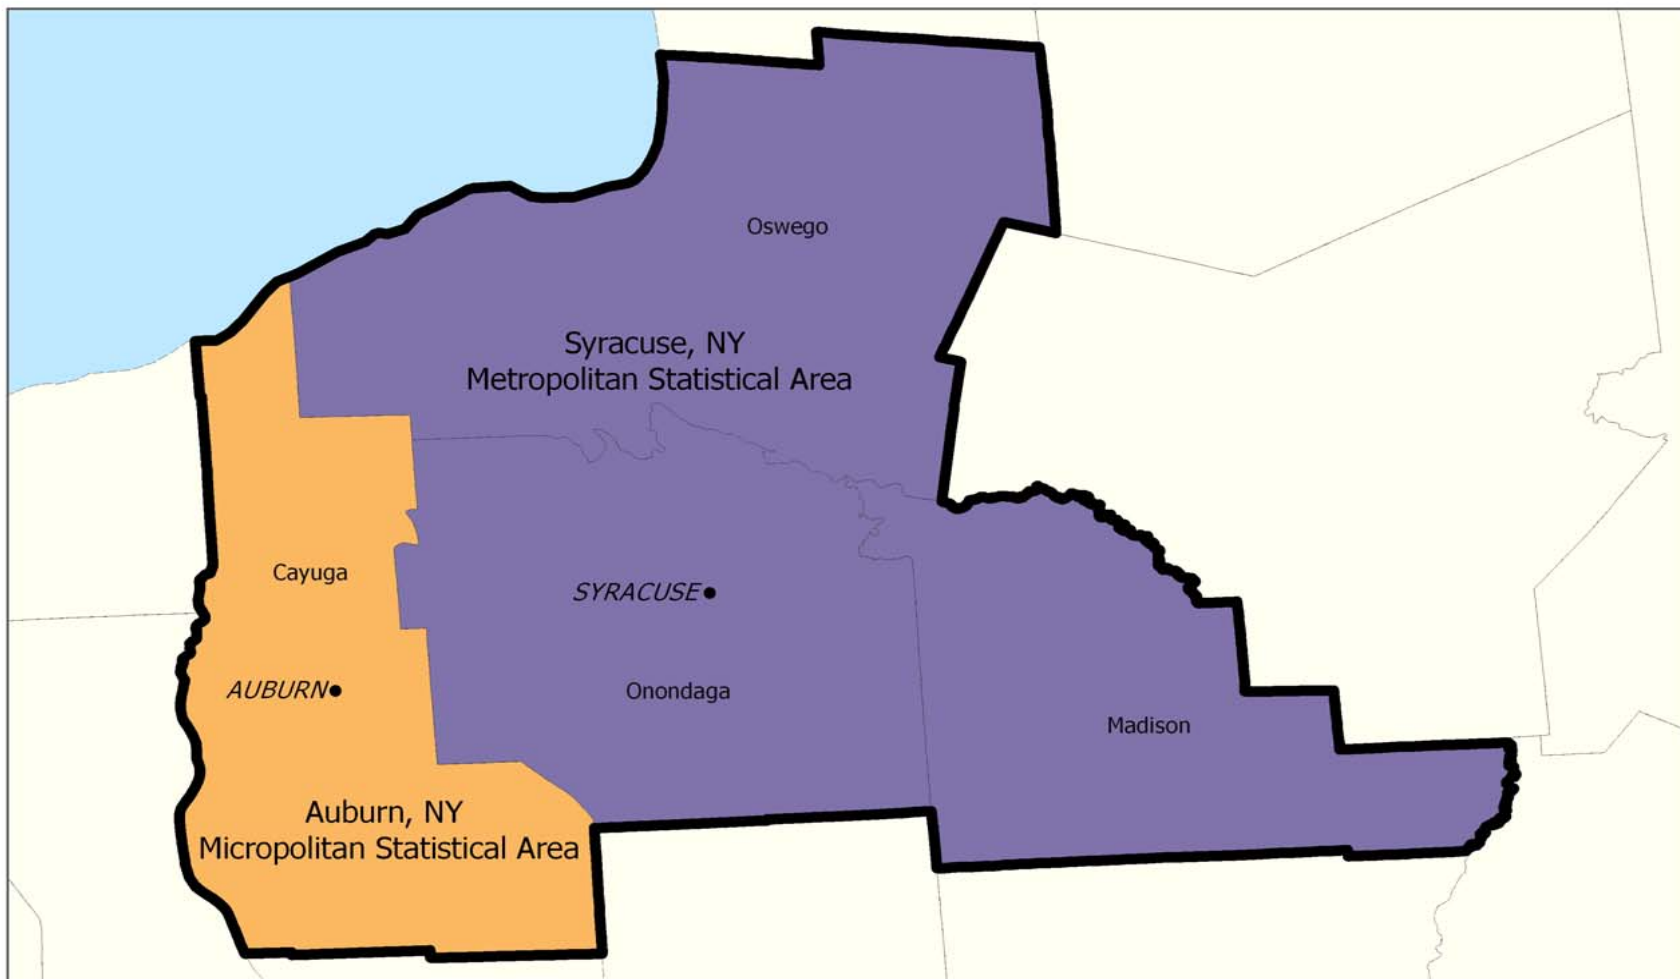 Oswego
Syracuse, NY
Metropolitan Statistical Area
Cayuga
SYRACUSE
AUBURN
Onondaga
Madison
Auburn, NY
Micropolitan Statistical Area